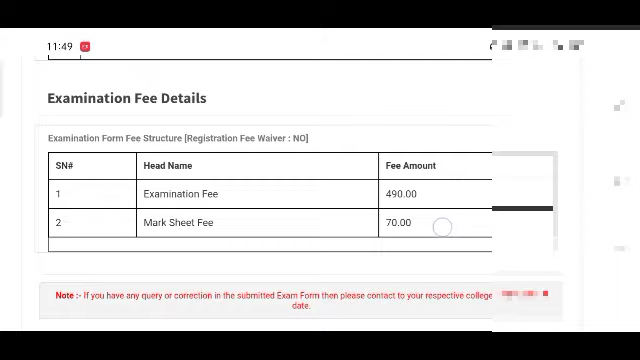 11:49
Examination Fee Details
Examination Form Fee Structure [Registration Fee Waiver : NO]
SN# Head Name Fee Amount
1 Examination Fee 490.00
2 Mark Sheet Fee 70.00
Note :- If you have any query or correction in the submitted Exam Form then please contact to your respective college
date.